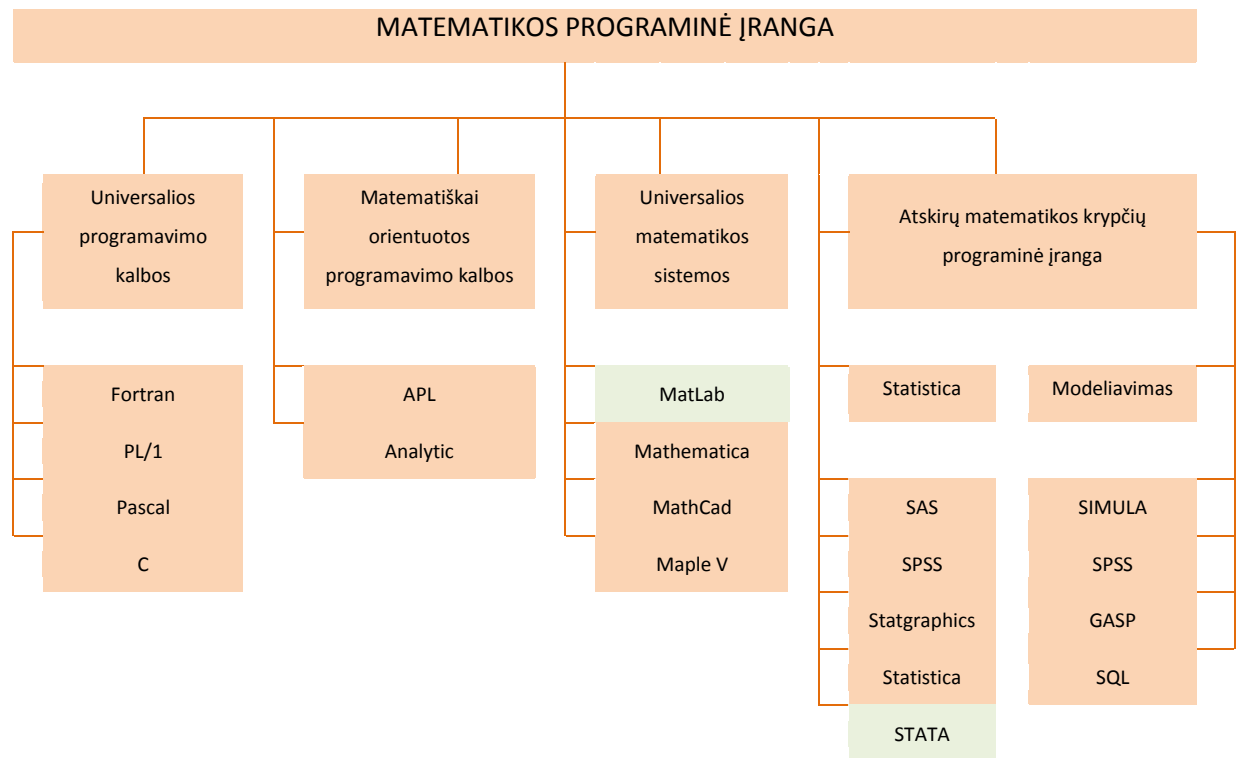 MATEMATIKOS PROGRAMINĖ ĮRANGA
Universalios
programavimo
kalbos
Matematiškai
orientuotos
programavimo kalbos
Universalios
matematikos
sistemos
Atskirų matematikos krypčių
programinė įranga
Fortran
PL/1
Pascal
C
APL
Analytic
MatLab
Mathematica
MathCad
Maple V
Statistica
Modeliavimas
SAS
SPSS
Statgraphics
Statistica
STATA
SIMULA
SPSS
GASP
SQL